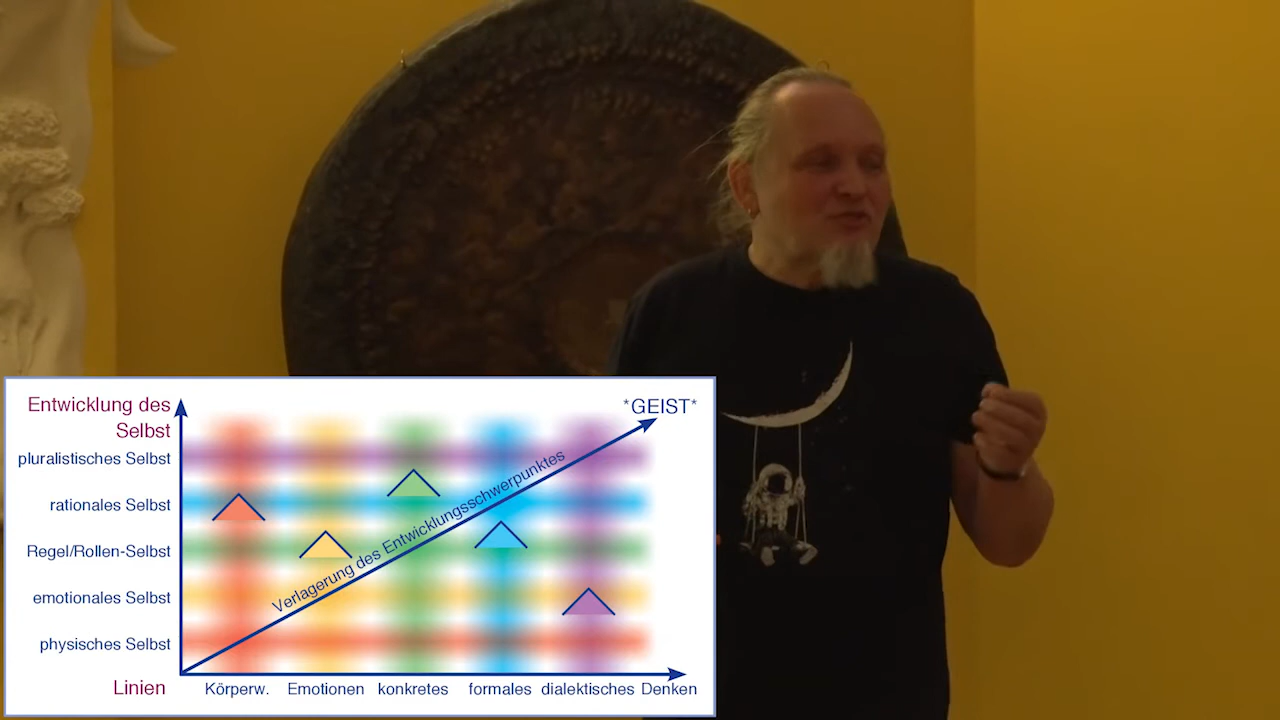 Entwicklung des
Selbst
*GEIST*
pluralistisches Selbst
rationales Selbst
Regel/Rollen-Selbst
emotionales Selbst
physisches Selbst
Verlagerung des Entwicklungsschwerpunktes
Linien
Körperw. Emotionen konkretes formales dialektisches Denken